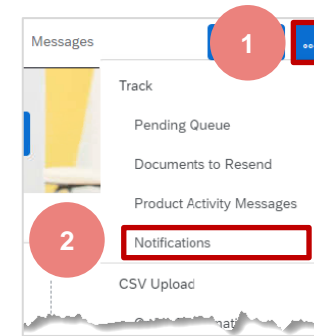 Messages
1
Track
Pending Queue
Documents to Resend
Product Activity Messages
2
Notifications
CSV Upload